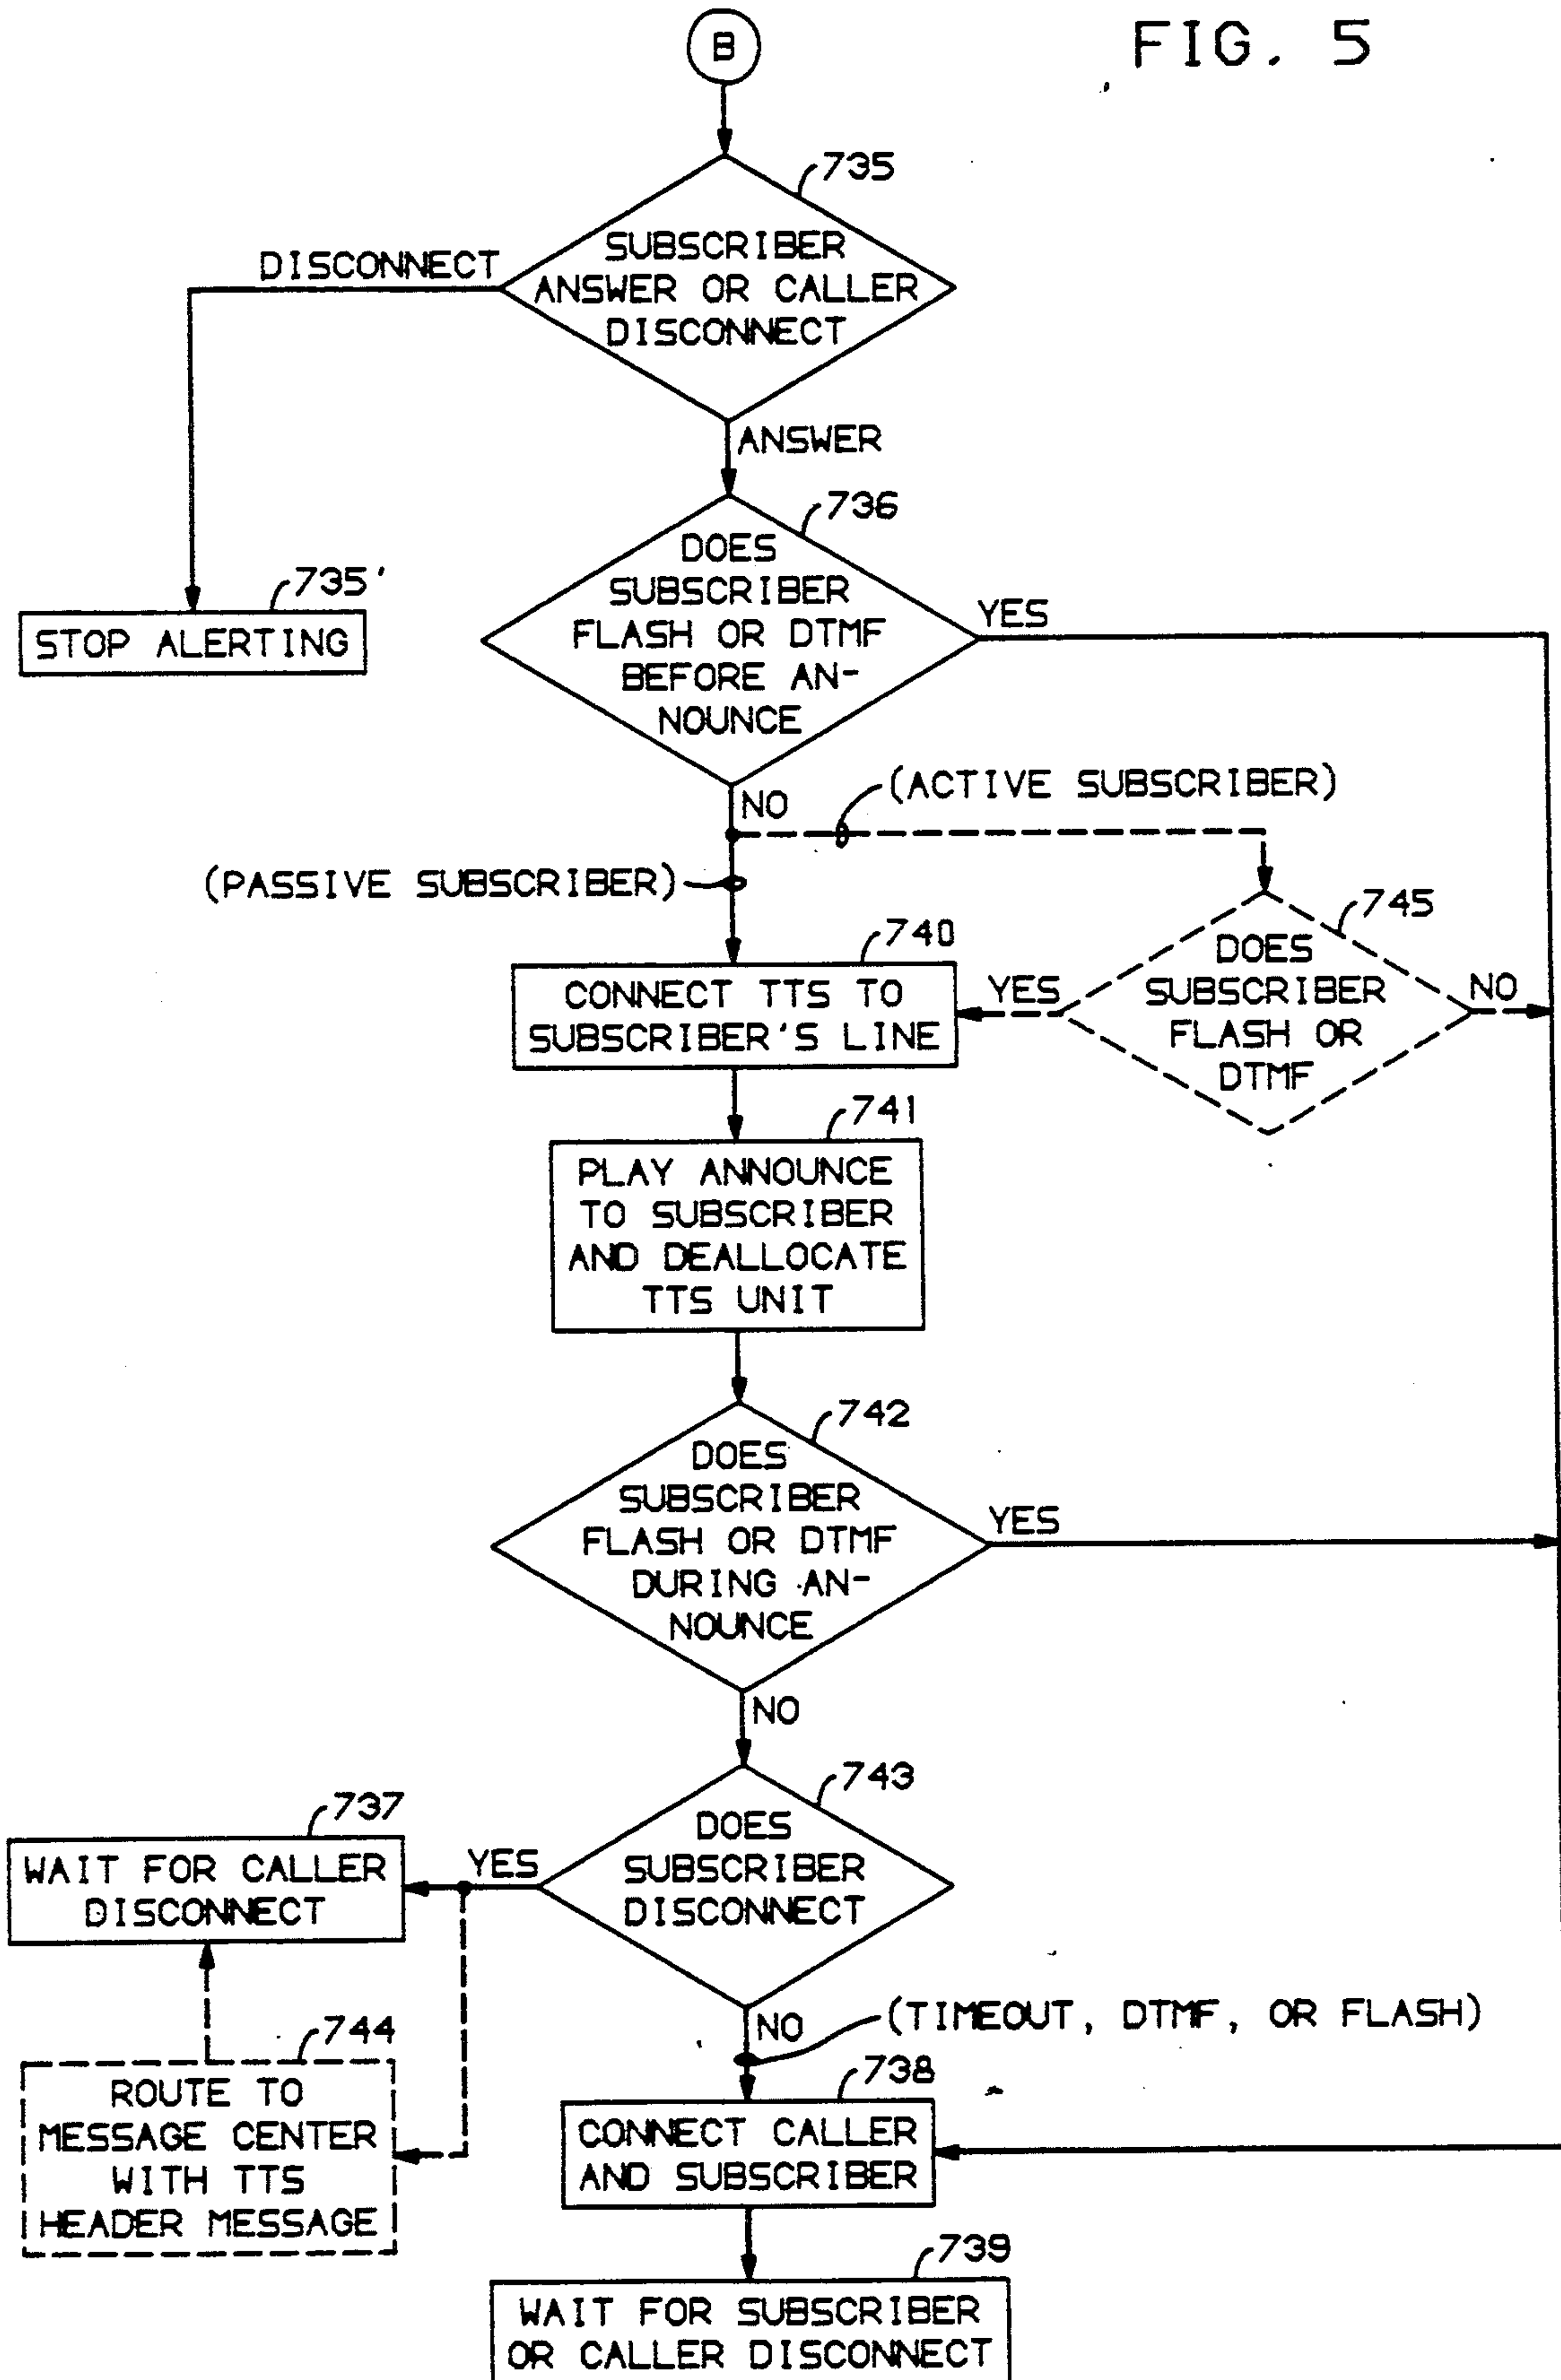 FIG. 5
B
735
SUBSCRIBER
ANSWER OR CALLER
DISCONNECT
DISCONNECT
ANSWER
735'
STOP ALERTING
736
DOES
SUBSCRIBER
FLASH OR DTMF
BEFORE AN-
NOUNCE
YES
NO
(ACTIVE SUBSCRIBER)
(PASSIVE SUBSCRIBER)
745
DOES
SUBSCRIBER
FLASH OR
DTMF
YES
NO
740
CONNECT TTS TO
SUBSCRIBER'S LINE
741
PLAY ANNOUNCE
TO SUBSCRIBER
AND DEALLOCATE
TTS UNIT
742
DOES
SUBSCRIBER
FLASH OR DTMF
DURING AN-
NOUNCE
YES
NO
743
DOES
SUBSCRIBER
DISCONNECT
YES
737
WAIT FOR CALLER
DISCONNECT
NO
(TIMEOUT, DTMF, OR FLASH)
744
ROUTE TO
MESSAGE CENTER
WITH TTS
HEADER MESSAGE
738
CONNECT CALLER
AND SUBSCRIBER
739
WAIT FOR SUBSCRIBER
OR CALLER DISCONNECT